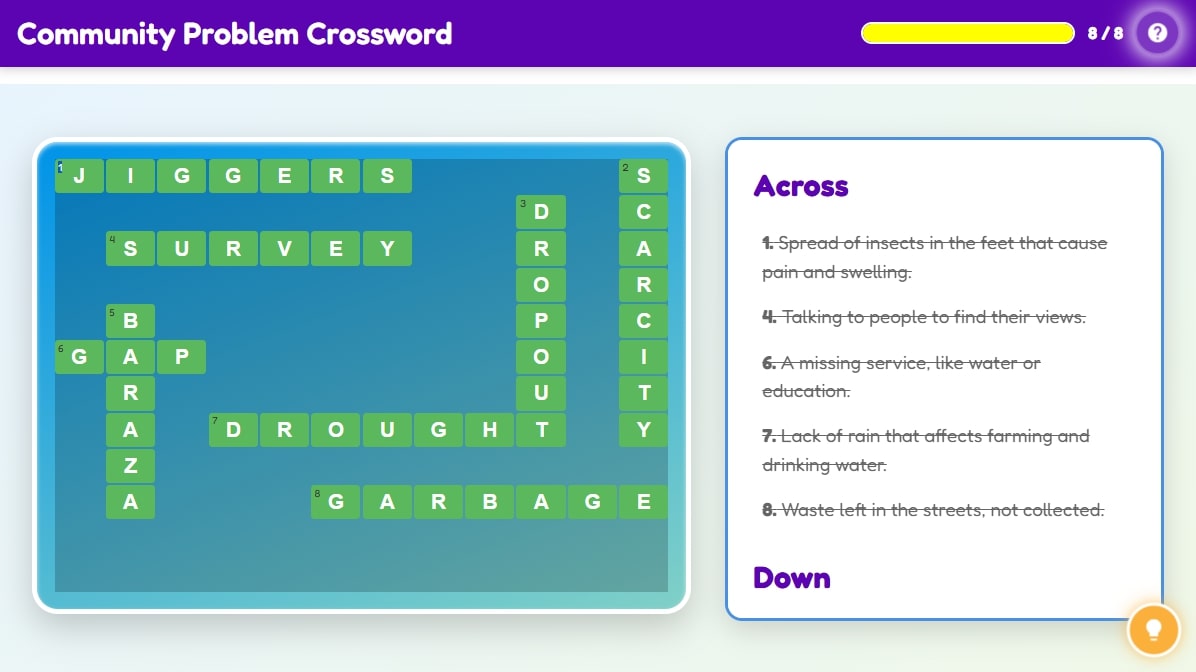 Community Problem Crossword
8 / 8
?
1 J I G G E R S
2 S
3 D
C
4 S U R V E Y
R
A
O
R
5 B
P
C
6 G A P
O
I
R
U
T
A
7 D R O U G H T
Y
Z
A
8 G A R B A G E
Across
1. Spread of insects in the feet that cause
pain and swelling.
4. Talking to people to find their views.
6. A missing service, like water or
education.
7. Lack of rain that affects farming and
drinking water.
8. Waste left in the streets, not collected.
Down